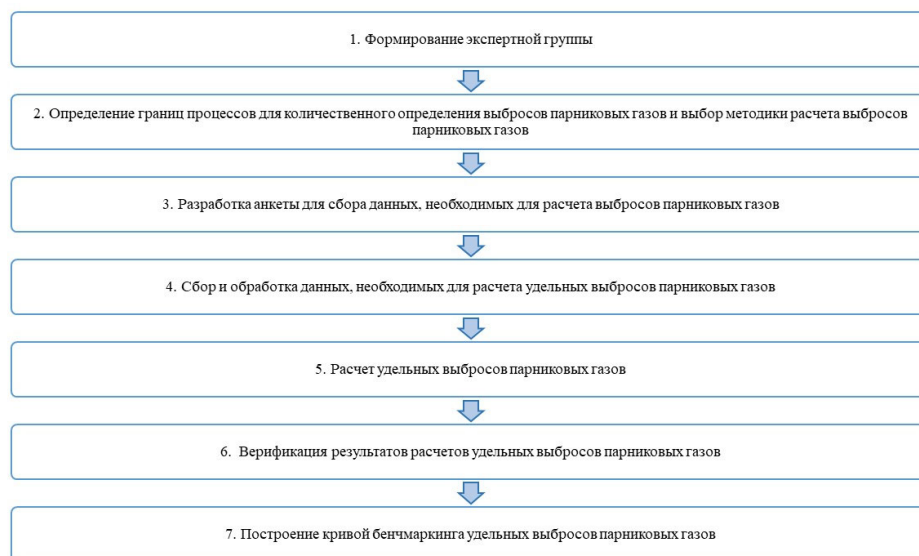 1. Формирование экспертной группы
2. Определение границ процессов для количественного определения выбросов парниковых газов и выбор методики расчета выбросов
парниковых газов
3. Разработка анкеты для сбора данных, необходимых для расчета выбросов парниковых газов
4. Сбор и обработка данных, необходимых для расчета удельных выбросов парниковых газов
5. Расчет удельных выбросов парниковых газов
6. Верификация результатов расчетов удельных выбросов парниковых газов
7. Построение кривой бенчмаркинга удельных выбросов парниковых газов